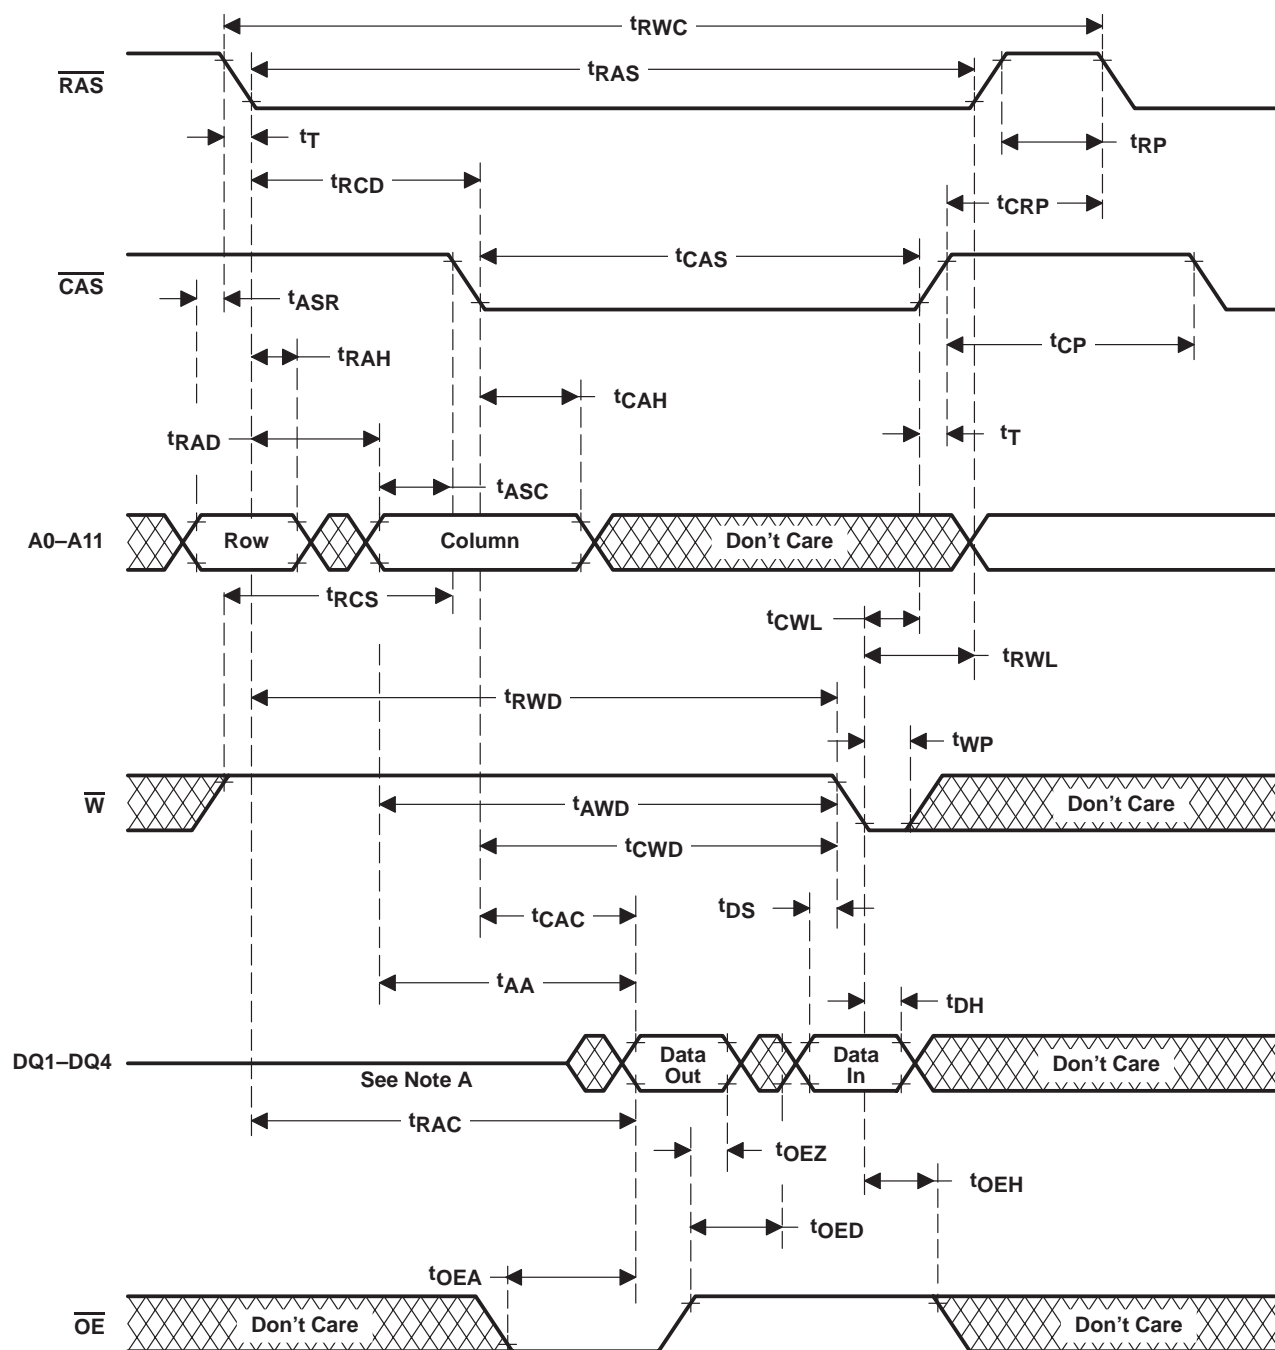 tRWC
tRAS
RAS
tT
tRP
tRCD
tCRP
tCAS
CAS
tASR
tRAH
tCP
tCAH
tRAD
tT
tASC
A0–A11
Row
Column
Don't Care
tRCS
tCWL
tRWL
tRWD
tWP
W
tAWD
Don't Care
tCWD
tDS
tCAC
tAA
tDH
DQ1–DQ4
Data Out
Data In
Don't Care
See Note A
tRAC
tOEZ
tOEH
tOED
tOEA
OE
Don't Care
Don't Care